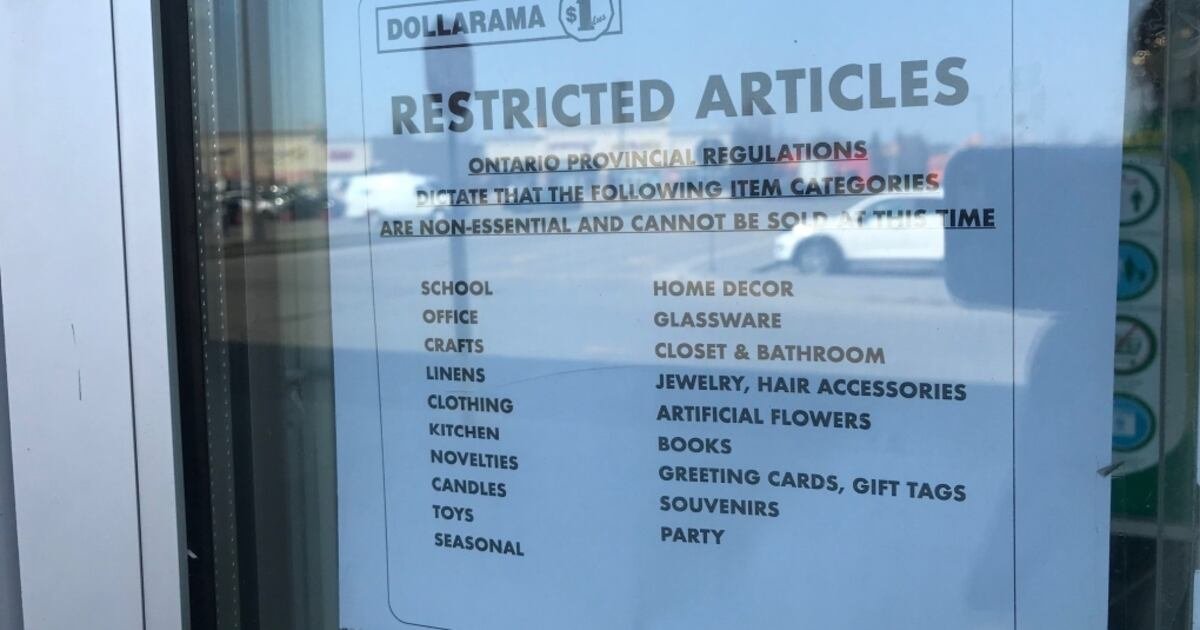 DOLLARAMA $1 plus
RESTRICTED ARTICLES
ONTARIO PROVINCIAL REGULATIONS
DICTATE THAT THE FOLLOWING ITEM CATEGORIES
ARE NON-ESSENTIAL AND CANNOT BE SOLD AT THIS TIME
SCHOOL
OFFICE
CRAFTS
LINENS
CLOTHING
KITCHEN
NOVELTIES
CANDLES
TOYS
SEASONAL
HOME DECOR
GLASSWARE
CLOSET & BATHROOM
JEWELRY, HAIR ACCESSORIES
ARTIFICIAL FLOWERS
BOOKS
GREETING CARDS, GIFT TAGS
SOUVENIRS
PARTY